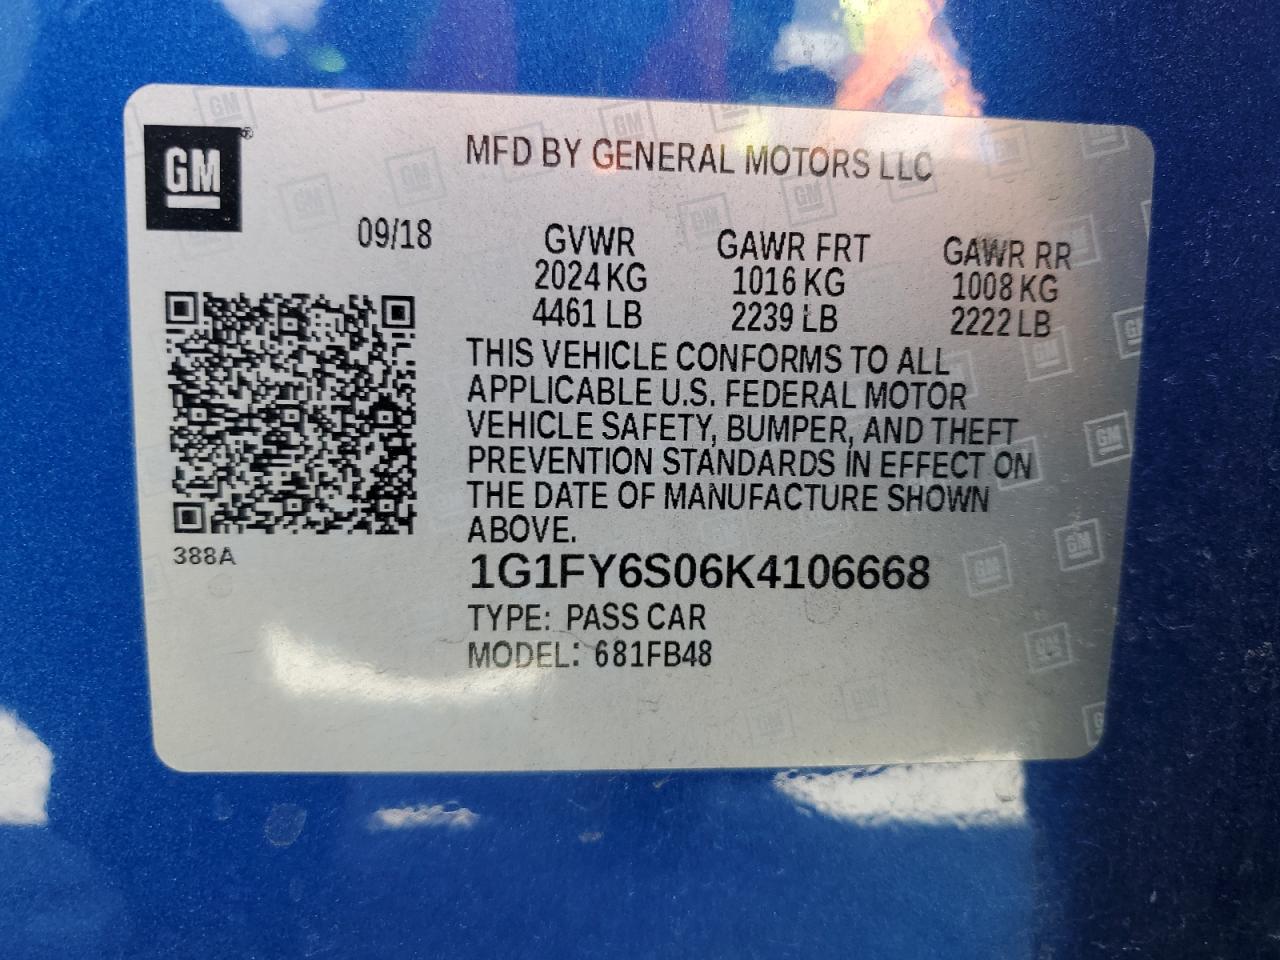 GM
MFD BY GENERAL MOTORS LLC
09/18
GVWR GAWR FRT GAWR RR
2024 KG 1016 KG 1008 KG
4461 LB 2239 LB 2222 LB
THIS VEHICLE CONFORMS TO ALL
APPLICABLE U.S. FEDERAL MOTOR
VEHICLE SAFETY, BUMPER, AND THEFT
PREVENTION STANDARDS IN EFFECT ON
THE DATE OF MANUFACTURE SHOWN
ABOVE.
388A
1G1FY6S06K4106668
TYPE: PASS CAR
MODEL: 681FB48